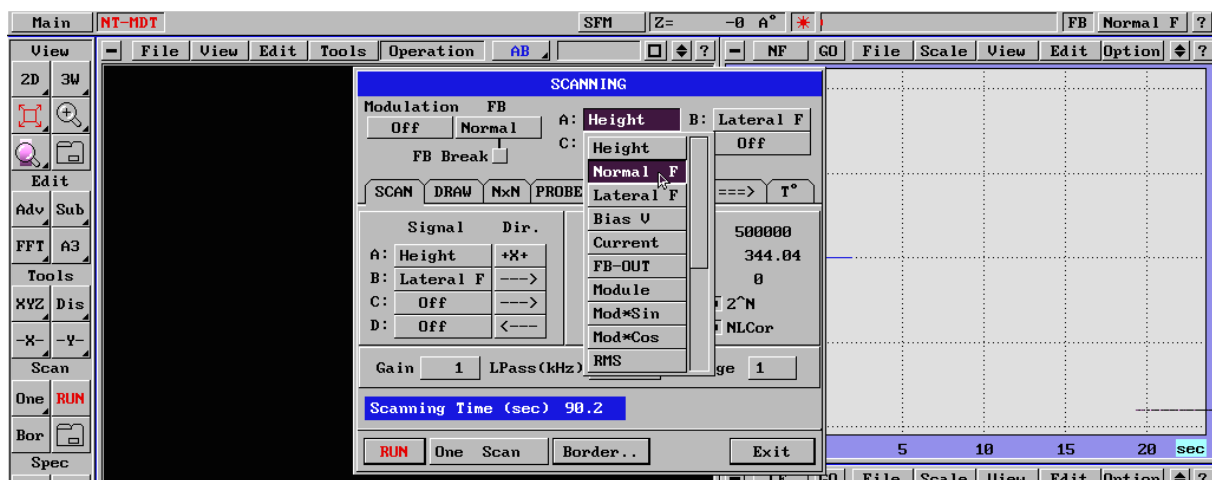 Main NT-MDT SFM Z= -0 A° FB Normal F ?
View - File View Edit Tools Operation AB ? - NF GO File Scale View Edit Option ?
2D 3W
SCANNING
Modulation FB
Off Normal A: Height B: Lateral F
FB Break C: Off
Height
Normal F
Lateral F
Bias V
Current
FB-OUT
Module
Mod*Sin
Mod*Cos
RMS
Edit
Adv Sub
FFT A3
Tools
XYZ Dis
-X- -Y-
Scan
One RUN
Bor
Spec
SCAN DRAW NxN PROBE ===> T°
Signal Dir.
A: Height +X+
B: Lateral F --->
C: Off --->
D: Off <---
500000
344.04
0
2^N
NLCor
Gain 1 LPass(kHz) ge 1
Scanning Time (sec) 90.2
RUN One Scan Border.. Exit
5 10 15 20 sec
GO File Scale View Edit Option ?